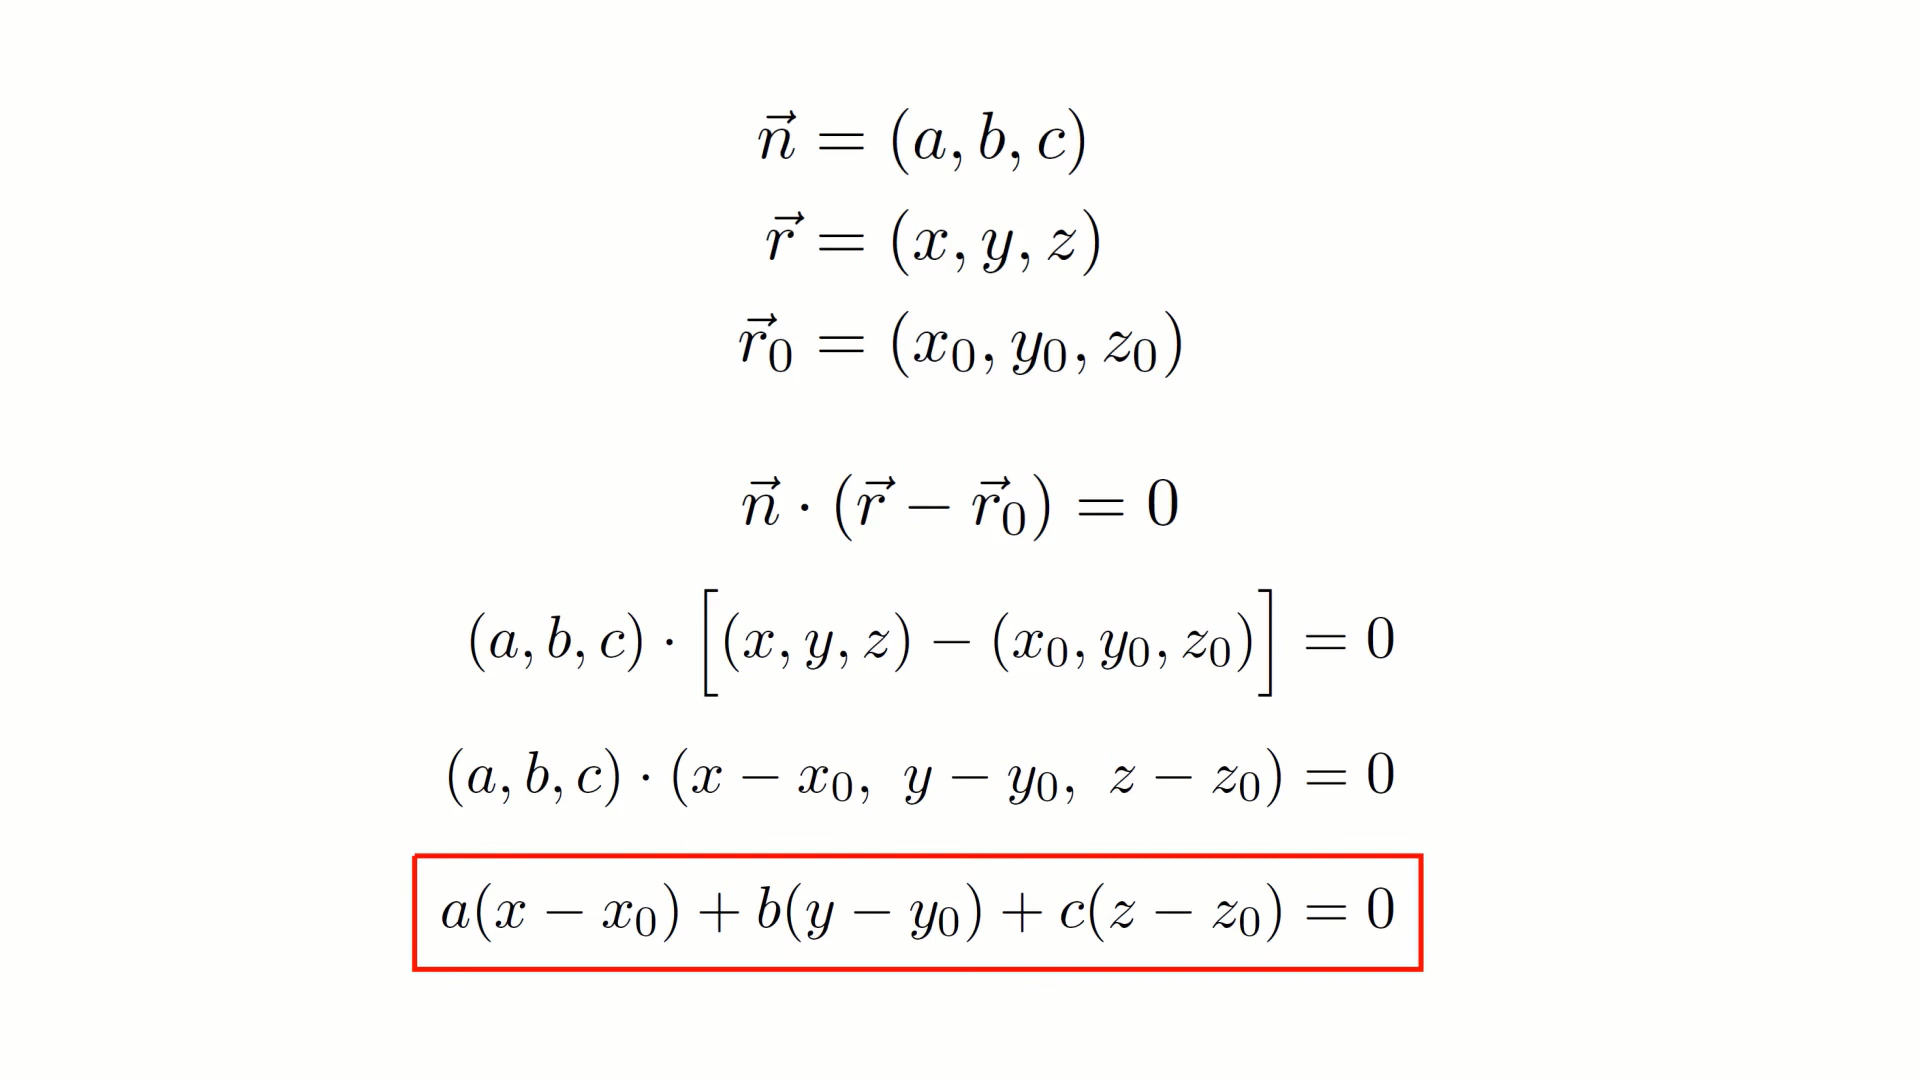 n⃗ = (a, b, c)
r⃗ = (x, y, z)
r⃗₀ = (x₀, y₀, z₀)
n⃗ · (r⃗ − r⃗₀) = 0
(a, b, c) · [(x, y, z) − (x₀, y₀, z₀)] = 0
(a, b, c) · (x − x₀, y − y₀, z − z₀) = 0
a(x − x₀) + b(y − y₀) + c(z − z₀) = 0